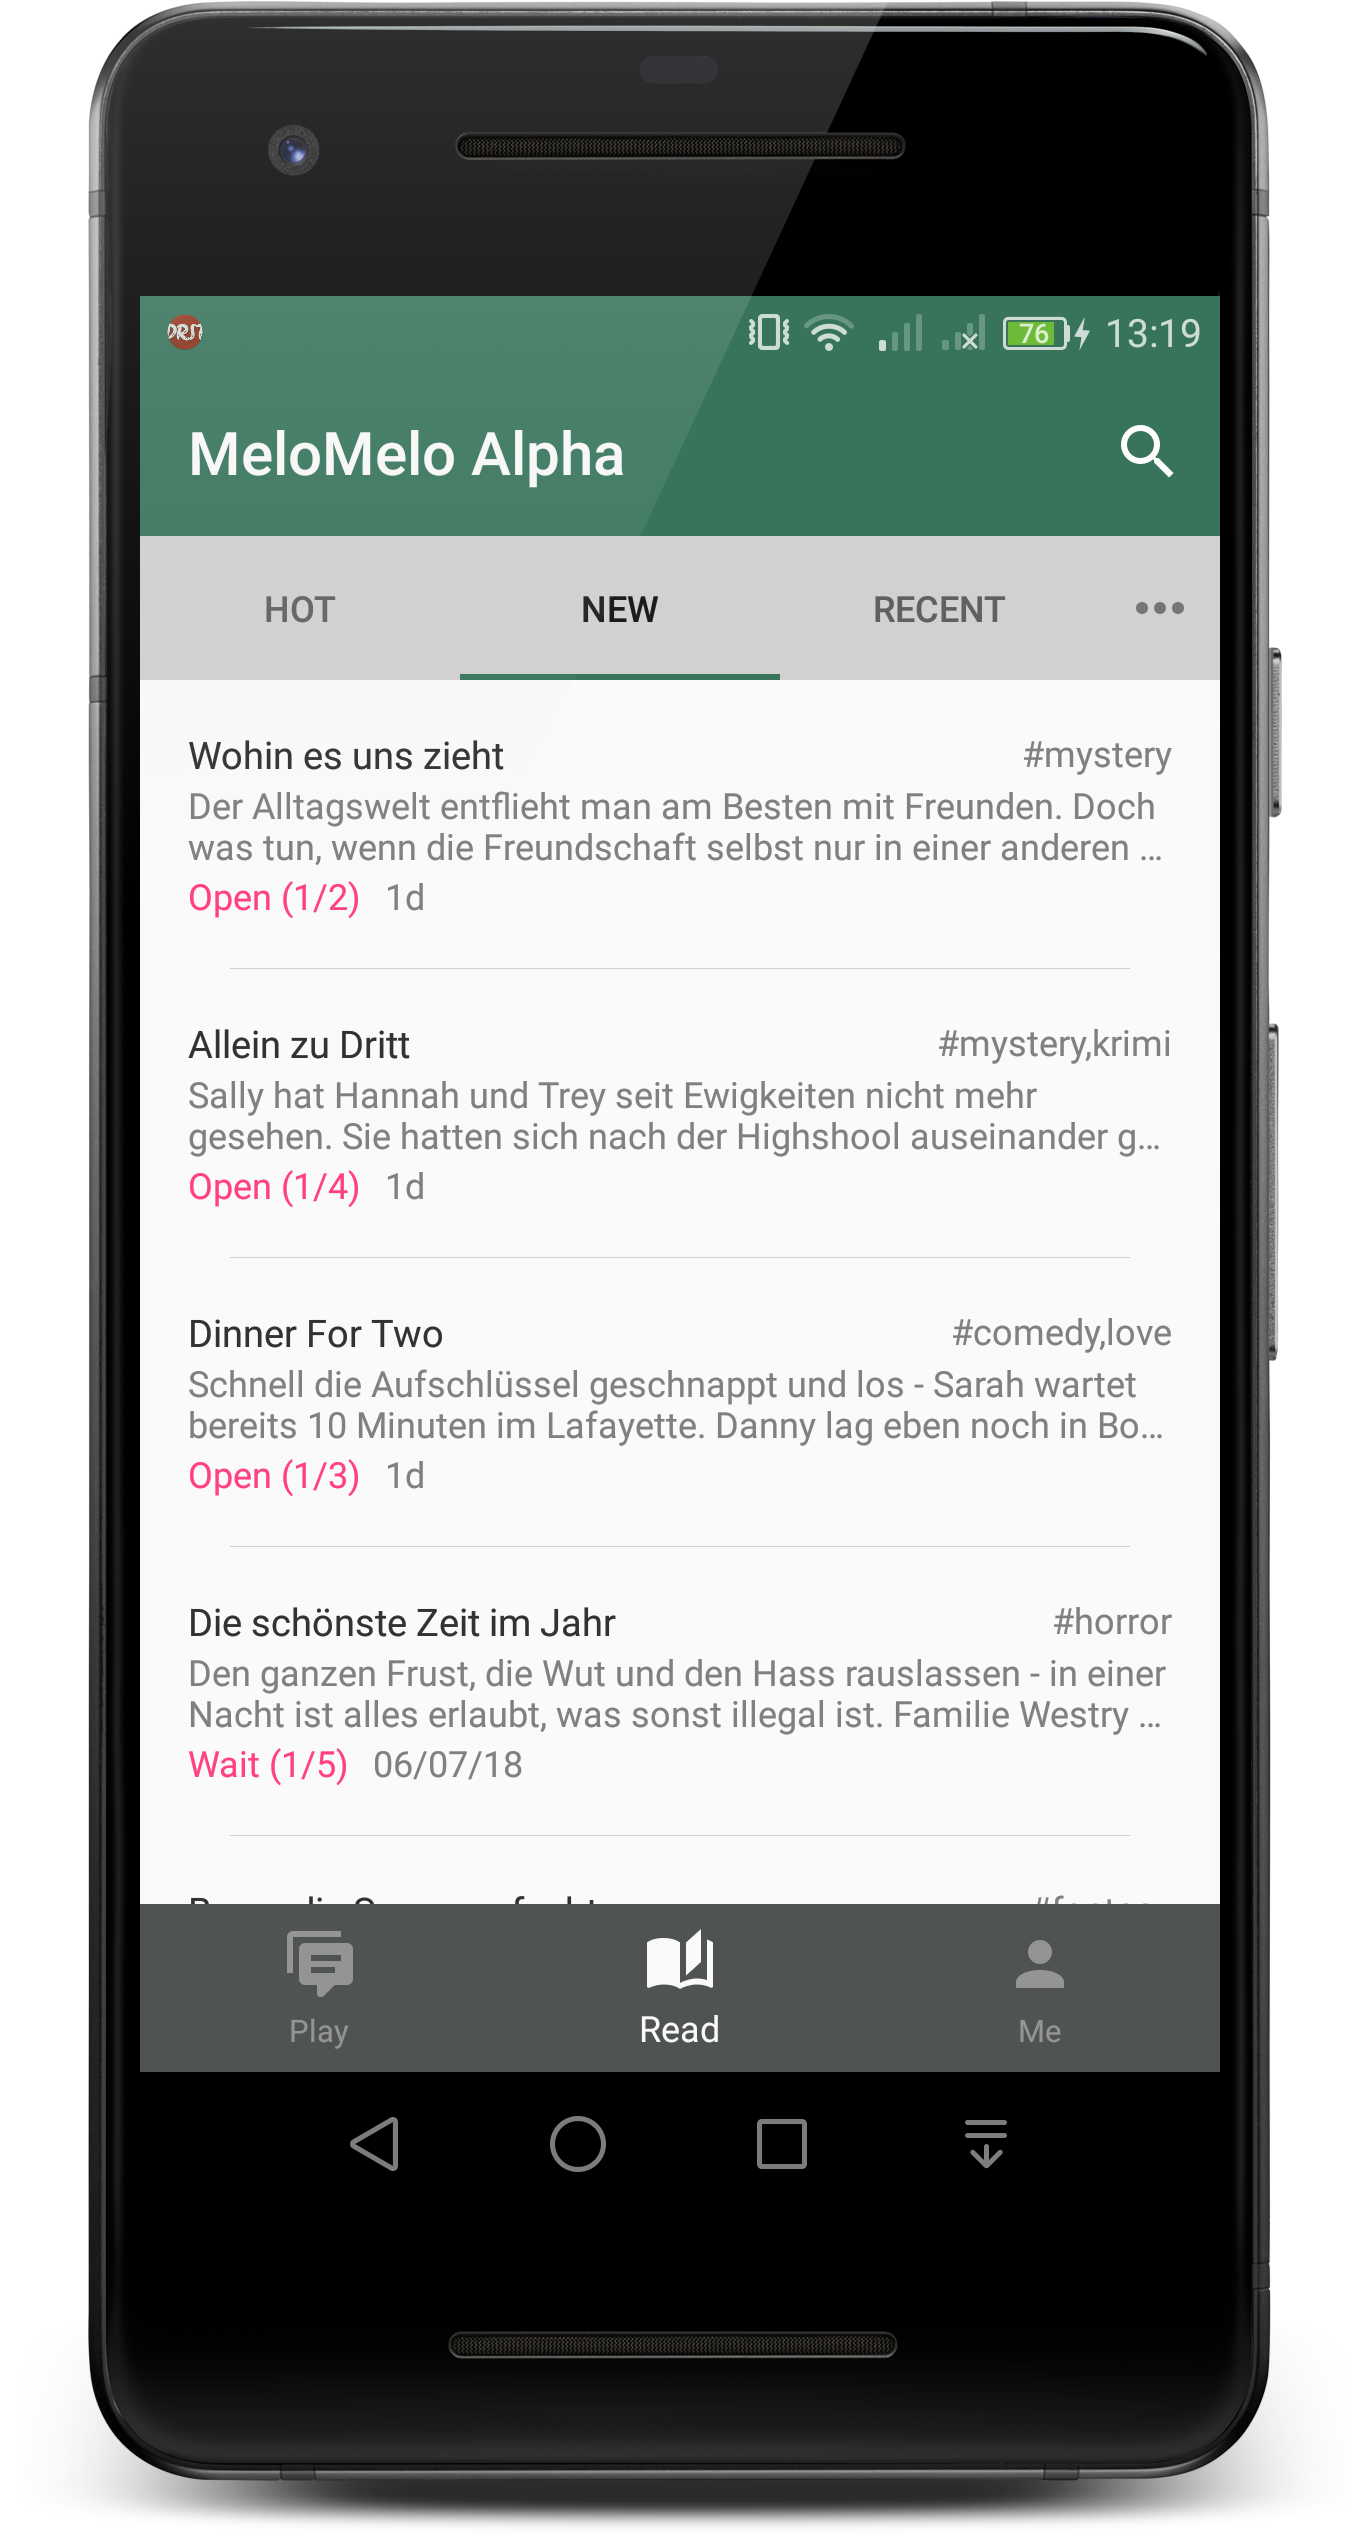 76 13:19
MeloMelo Alpha
HOT NEW RECENT
Wohin es uns zieht #mystery
Der Alltagswelt entflieht man am Besten mit Freunden. Doch
was tun, wenn die Freundschaft selbst nur in einer anderen ...
Open (1/2) 1d
Allein zu Dritt #mystery,krimi
Sally hat Hannah und Trey seit Ewigkeiten nicht mehr
gesehen. Sie hatten sich nach der Highshool auseinander g...
Open (1/4) 1d
Dinner For Two #comedy,love
Schnell die Aufschlüssel geschnappt und los - Sarah wartet
bereits 10 Minuten im Lafayette. Danny lag eben noch in Bo...
Open (1/3) 1d
Die schönste Zeit im Jahr #horror
Den ganzen Frust, die Wut und den Hass rauslassen - in einer
Nacht ist alles erlaubt, was sonst illegal ist. Familie Westry ...
Wait (1/5) 06/07/18
Play Read Me